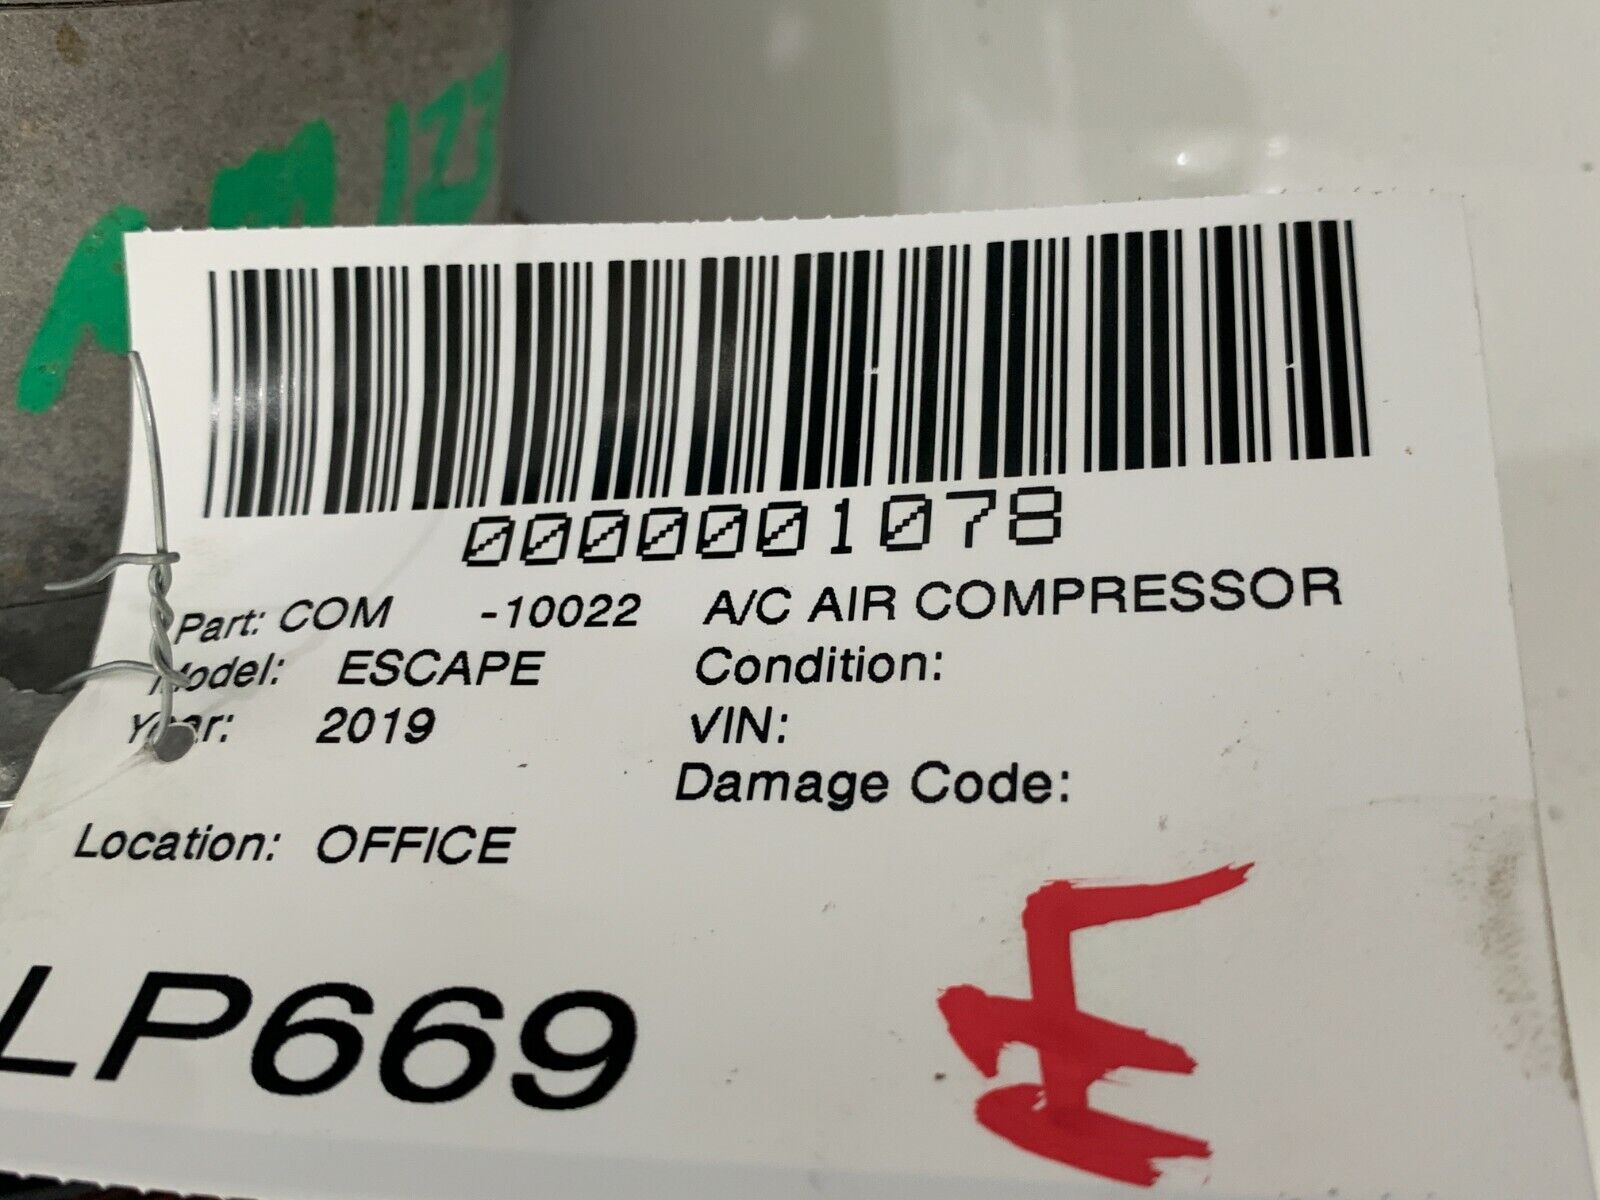 0000001078
Part: COM -10022 A/C AIR COMPRESSOR
Model: ESCAPE Condition:
Year: 2019 VIN:
Damage Code:
Location: OFFICE
LP669